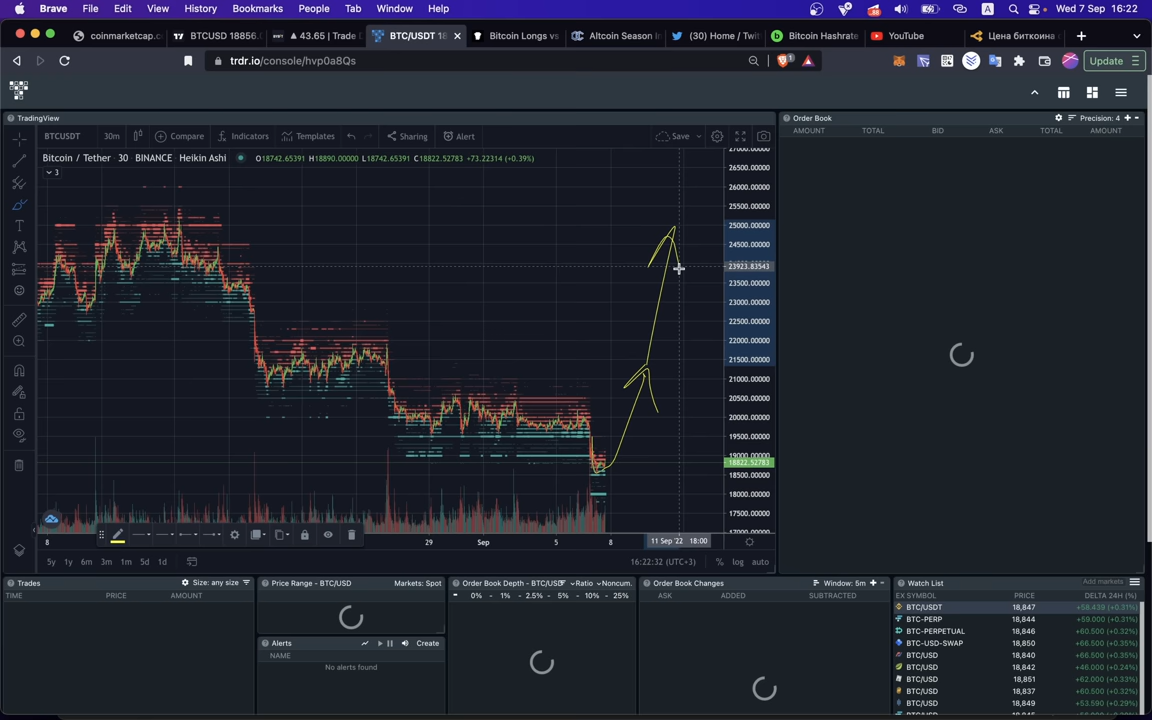 Brave File Edit View History Bookmarks People Tab Window Help A Wed 7 Sep 16:22
coinmarketcap.c BTCUSD 18856. 43.65 | Trade BTC/USDT 18 Bitcoin Longs vs Altcoin Season I (30) Home / Twi Bitcoin Hashrate YouTube Цена биткоина
trdr.io/console/hvp0a8Qs 1 Update
TradingView
BTCUSDT 30m Compare Indicators Templates Sharing Alert Save
Bitcoin / Tether · 30 · BINANCE · Heikin Ashi O18742.65391 H18890.00000 L18742.65391 C18822.52783 +73.22314 (+0.39%)
3
27000.00000
26500.00000
26000.00000
25500.00000
25000.00000
24500.00000
23923.83543
23500.00000
23000.00000
22500.00000
22000.00000
21500.00000
21000.00000
20500.00000
20000.00000
19500.00000
19000.00000
18822.52783
18500.00000
18000.00000
17500.00000
17000.00000
8 29 Sep 5 8 11 Sep '22 18:00
5y 1y 6m 3m 1m 5d 1d 16:22:32 (UTC+3) % log auto
Order Book Precision: 4 + -
AMOUNT TOTAL BID ASK TOTAL AMOUNT
Trades Size: any size
TIME PRICE AMOUNT
Price Range - BTC/USD Markets: Spot
Alerts Create
NAME
No alerts found
Order Book Depth - BTC/USD Ratio Noncum.
0% - 1% - 2.5% - 5% - 10% - 25%
Order Book Changes Window: 5m + -
ASK ADDED SUBTRACTED
Watch List Add markets
EX SYMBOL PRICE DELTA 24H (%)
BTC/USDT 18,847 +58.439 (+0.31%)
BTC-PERP 18,844 +59.000 (+0.31%)
BTC-PERPETUAL 18,846 +60.500 (+0.32%)
BTC-USD-SWAP 18,850 +66.500 (+0.35%)
BTC/USD 18,840 +66.500 (+0.35%)
BTC/USD 18,842 +46.000 (+0.24%)
BTC/USD 18,851 +62.000 (+0.33%)
BTC/USD 18,837 +60.500 (+0.32%)
BTC/USD 18,849 +53.590 (+0.29%)